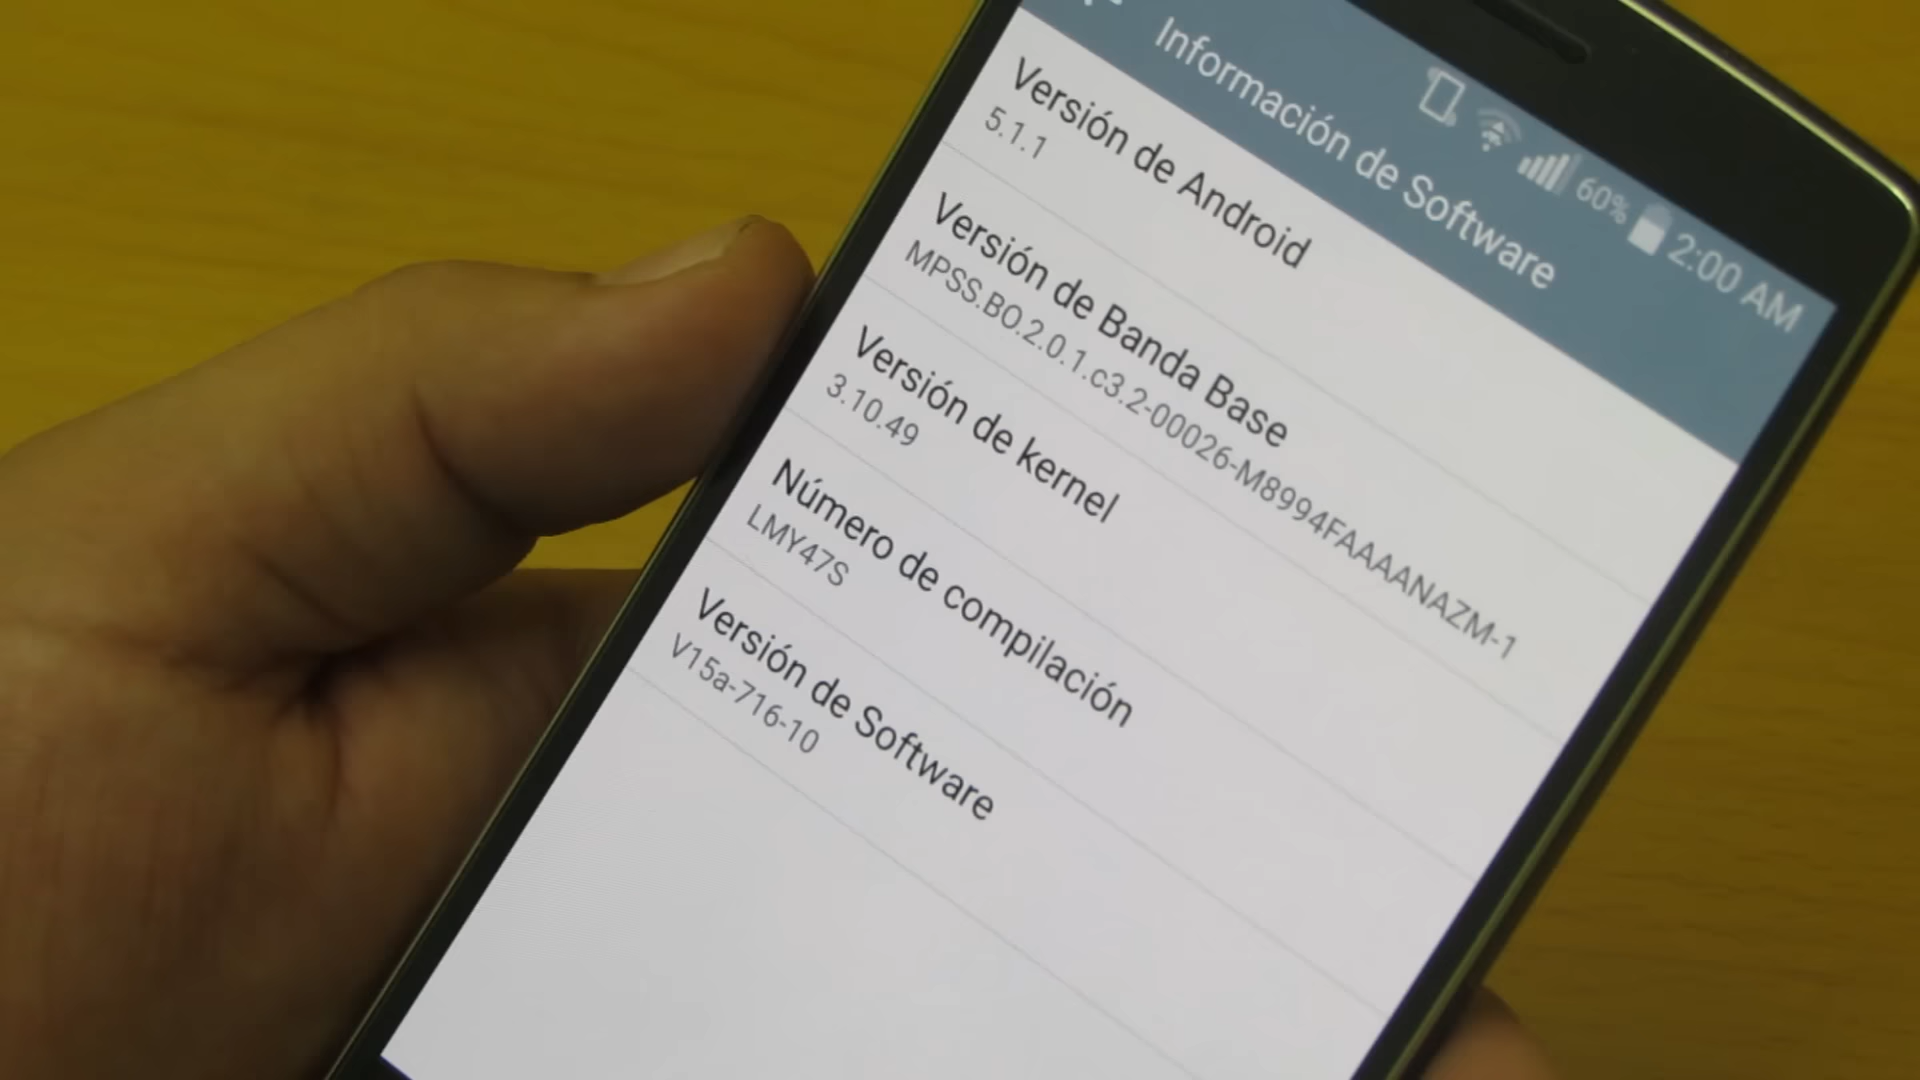 60% 2:00 AM
Información de Software
Versión de Android
5.1.1
Versión de Banda Base
MPSS.BO.2.0.1.c3.2-00026-M8994FAAAANAZM-1
Versión de kernel
3.10.49
Número de compilación
LMY47S
Versión de Software
V15a-716-10